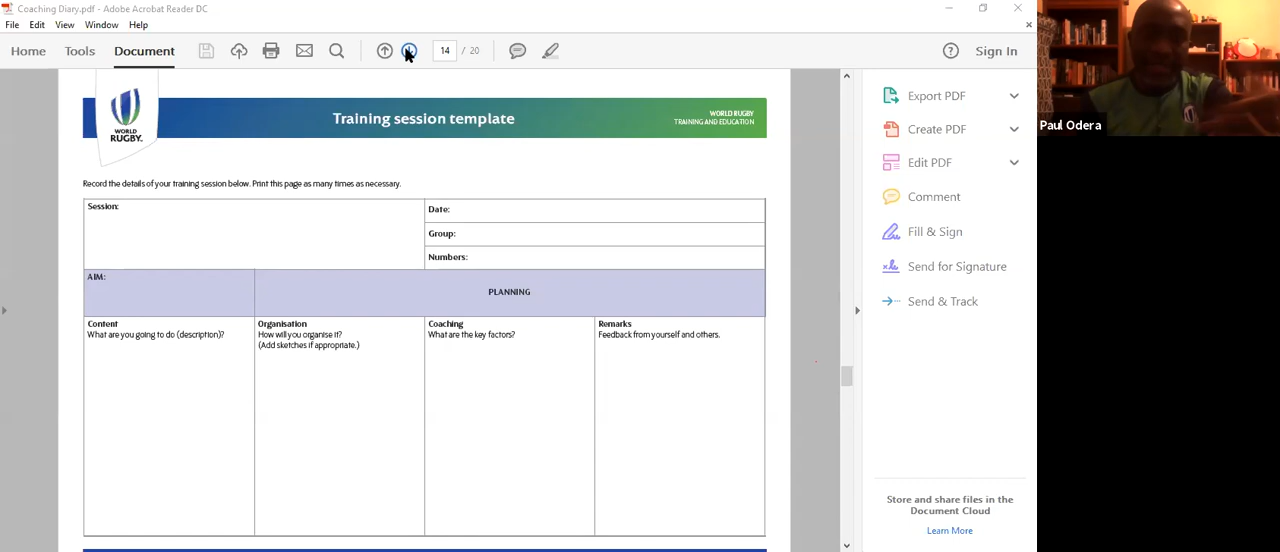 Coaching Diary.pdf - Adobe Acrobat Reader DC
File Edit View Window Help
Home Tools Document 14 / 20 Sign In
WORLD RUGBY.
Training session template
WORLD RUGBY
TRAINING AND EDUCATION
Record the details of your training session below. Print this page as many times as necessary.
Session:
Date:
Group:
Numbers:
AIM:
PLANNING
Content
What are you going to do (description)?
Organisation
How will you organise it?
(Add sketches if appropriate.)
Coaching
What are the key factors?
Remarks
Feedback from yourself and others.
Export PDF
Create PDF
Edit PDF
Comment
Fill & Sign
Send for Signature
Send & Track
Store and share files in the
Document Cloud
Learn More
Paul Odera